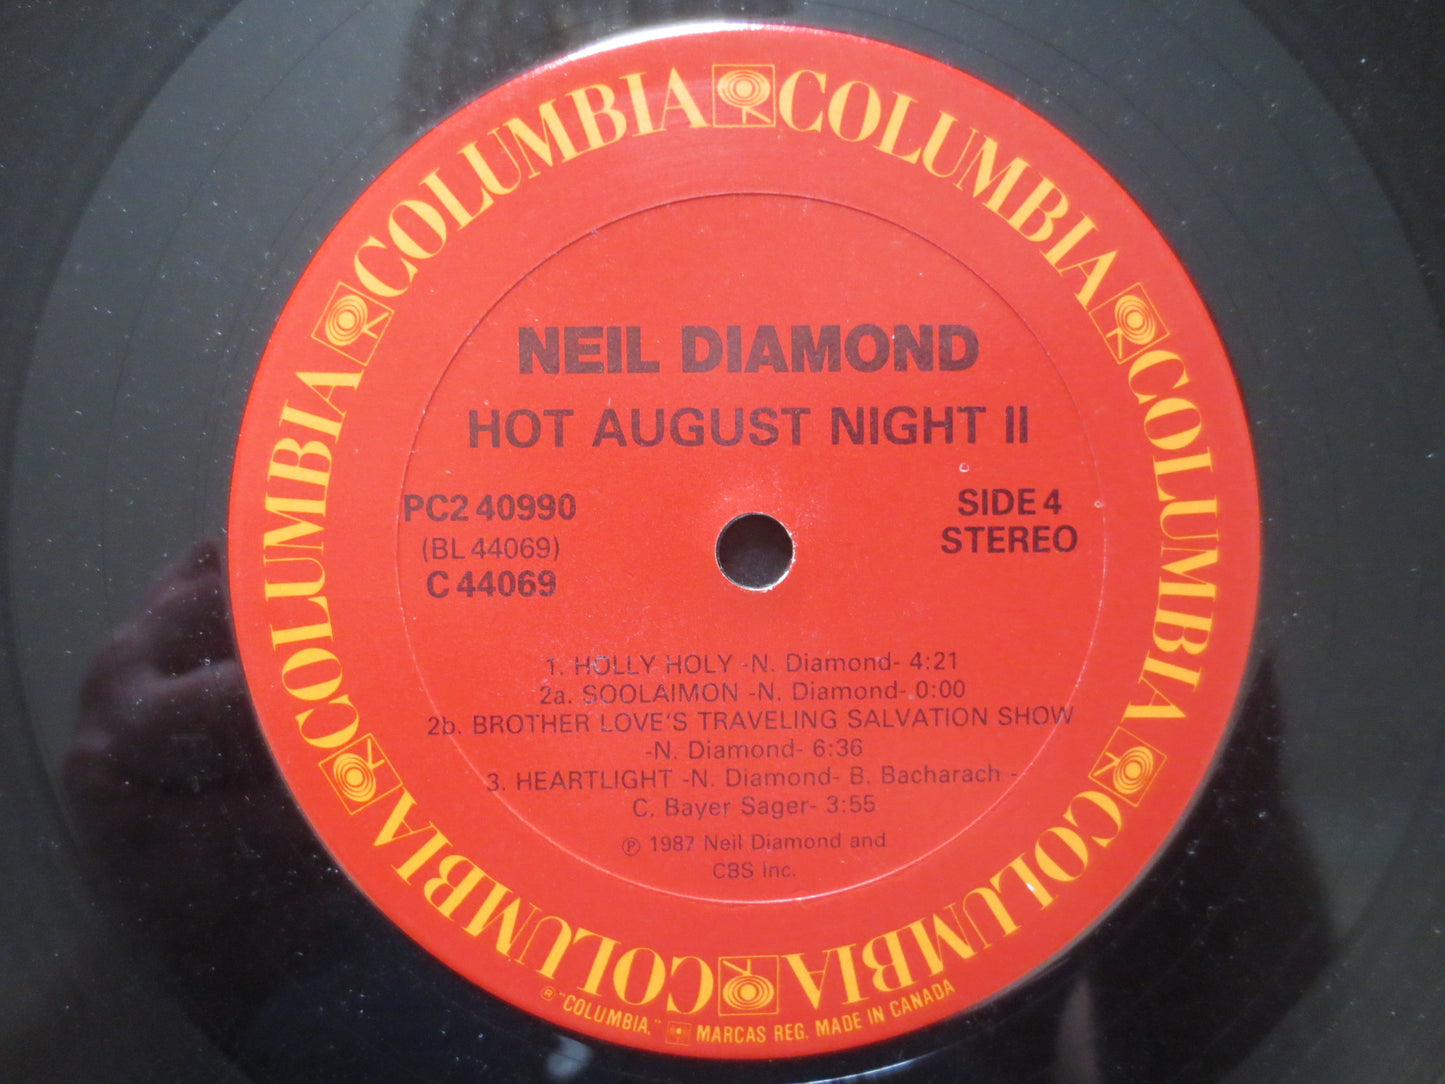 COLUMBIA COLUMBIA COLUMBIA COLUMBIA COLUMBIA COLUMBIA COLUMBIA COLUMBIA
NEIL DIAMOND
HOT AUGUST NIGHT II
PC2 40990
(BL 44069)
C 44069
SIDE 4
STEREO
1. HOLLY HOLY -N. Diamond- 4:21
2a. SOOLAIMON -N. Diamond- 0:00
2b. BROTHER LOVE'S TRAVELING SALVATION SHOW
-N. Diamond- 6:36
3. HEARTLIGHT -N. Diamond- B. Bacharach -
C. Bayer Sager- 3:55
℗ 1987 Neil Diamond and
CBS Inc.
® "COLUMBIA," MARCAS REG. MADE IN CANADA